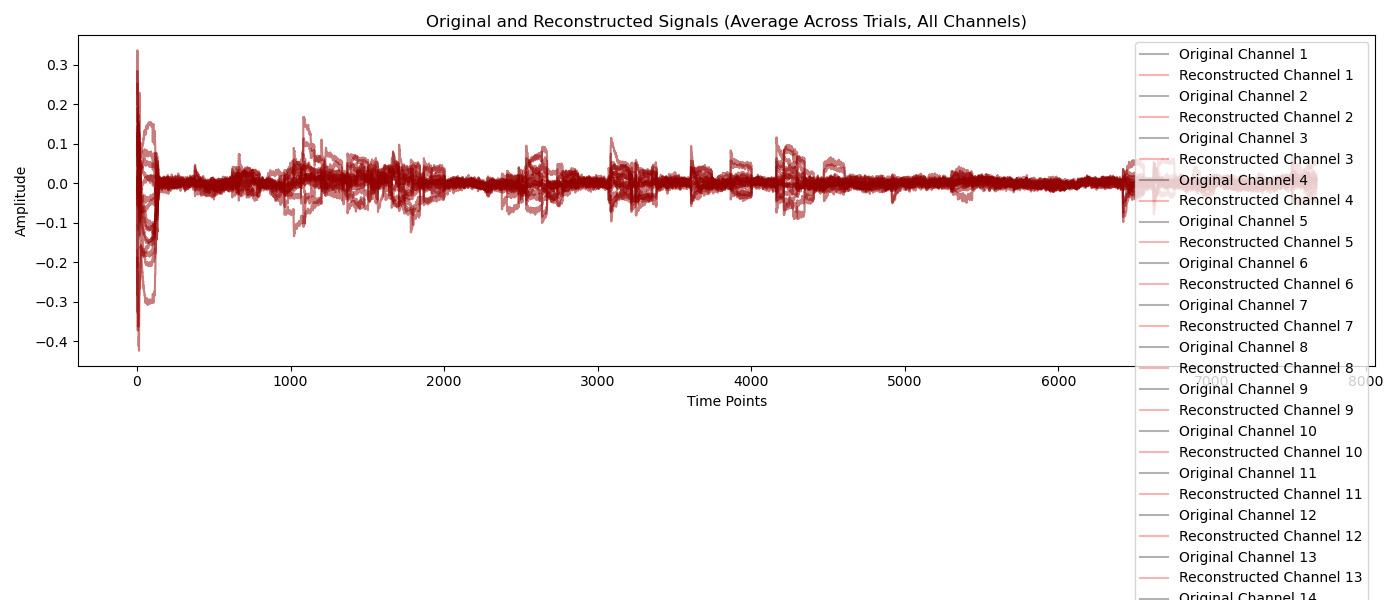 Original and Reconstructed Signals (Average Across Trials, All Channels)
Amplitude
0.3
0.2
0.1
0.0
−0.1
−0.2
−0.3
−0.4
0
1000
2000
3000
4000
5000
6000
7000
8000
Time Points
Original Channel 1
Reconstructed Channel 1
Original Channel 2
Reconstructed Channel 2
Original Channel 3
Reconstructed Channel 3
Original Channel 4
Reconstructed Channel 4
Original Channel 5
Reconstructed Channel 5
Original Channel 6
Reconstructed Channel 6
Original Channel 7
Reconstructed Channel 7
Original Channel 8
Reconstructed Channel 8
Original Channel 9
Reconstructed Channel 9
Original Channel 10
Reconstructed Channel 10
Original Channel 11
Reconstructed Channel 11
Original Channel 12
Reconstructed Channel 12
Original Channel 13
Reconstructed Channel 13
Original Channel 14